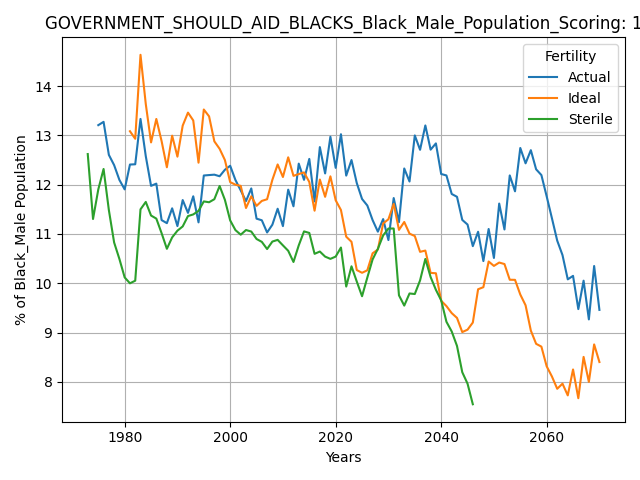 GOVERNMENT_SHOULD_AID_BLACKS_Black_Male_Population_Scoring: 1
% of Black_Male Population
14
13
12
11
10
9
8
Fertility
Actual
Ideal
Sterile
1980
2000
2020
2040
2060
Years